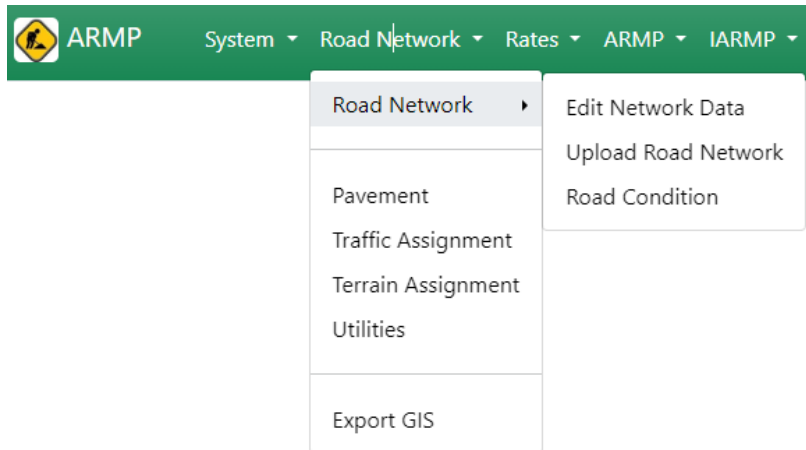 ARMP System Road Network Rates ARMP IARMP
Road Network
Edit Network Data
Upload Road Network
Road Condition
Pavement
Traffic Assignment
Terrain Assignment
Utilities
Export GIS